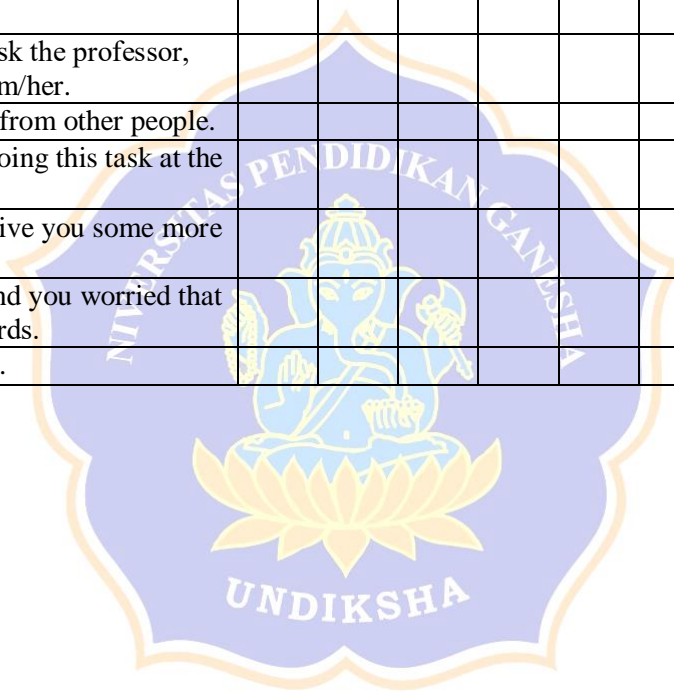 sk the professor,
m/her.
from other people.
oing this task at the
ive you some more
nd you worried that
rds.
.
NIVERSITAS PENDIDIKAN GANESHA
UNDIKSHA